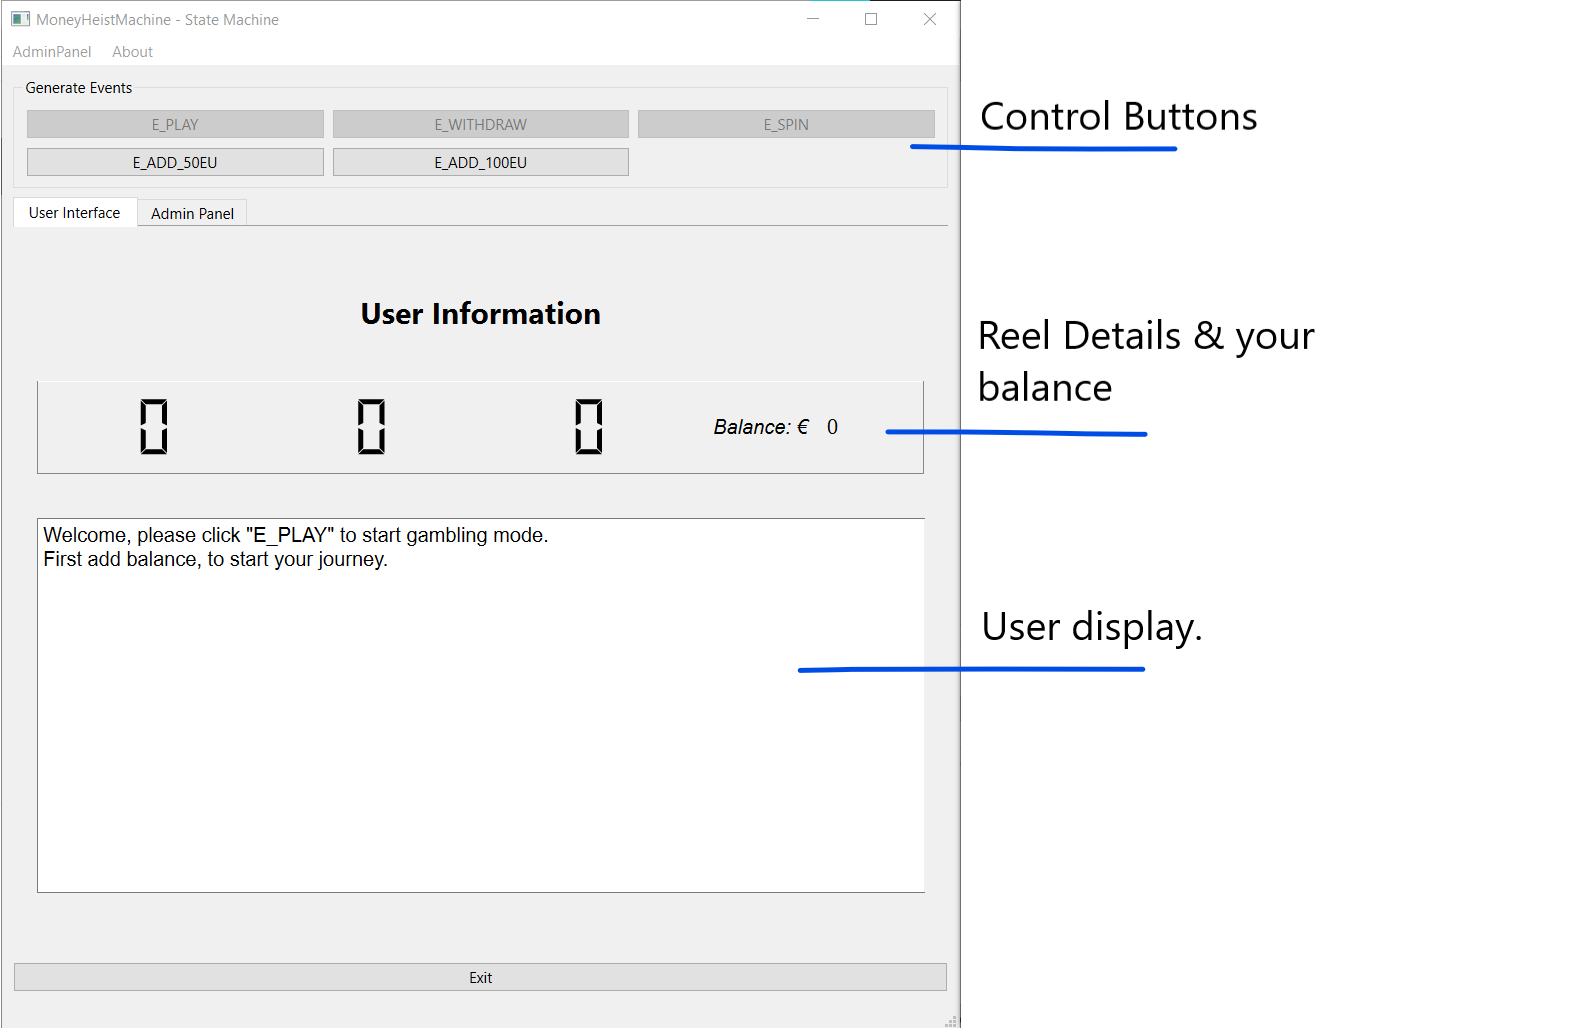 MoneyHeistMachine - State Machine
AdminPanel About
Generate Events
E_PLAY E_WITHDRAW E_SPIN
E_ADD_50EU E_ADD_100EU
Control Buttons
User Interface Admin Panel
User Information
Reel Details & your
balance
0 0 0 Balance: € 0
Welcome, please click "E_PLAY" to start gambling mode.
First add balance, to start your journey.
User display.
Exit